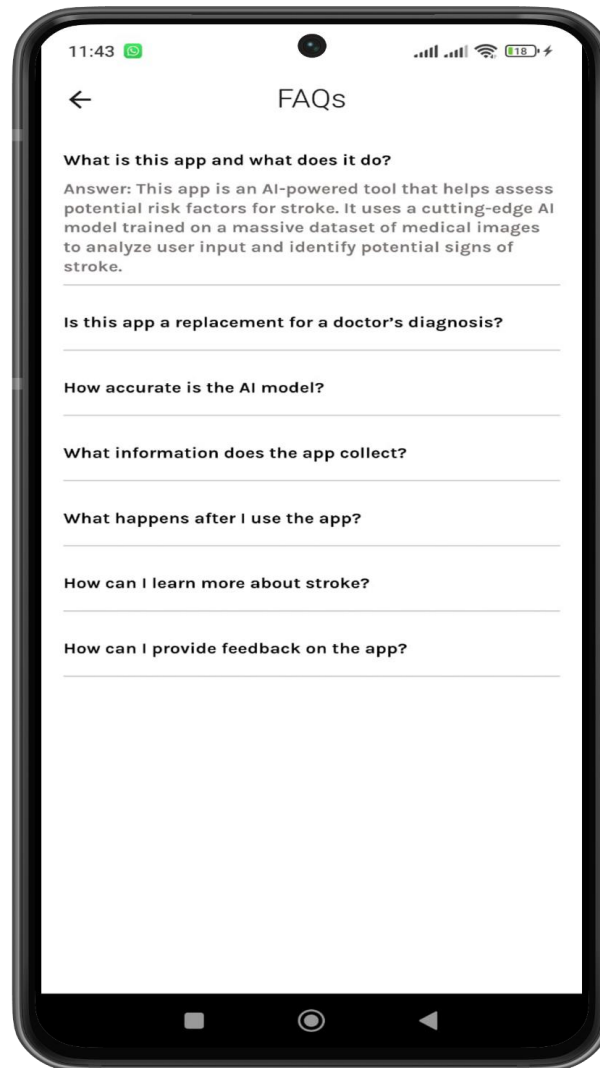 11:43
18
FAQs
What is this app and what does it do?
Answer: This app is an AI-powered tool that helps assess
potential risk factors for stroke. It uses a cutting-edge AI
model trained on a massive dataset of medical images
to analyze user input and identify potential signs of
stroke.
Is this app a replacement for a doctor’s diagnosis?
How accurate is the AI model?
What information does the app collect?
What happens after I use the app?
How can I learn more about stroke?
How can I provide feedback on the app?